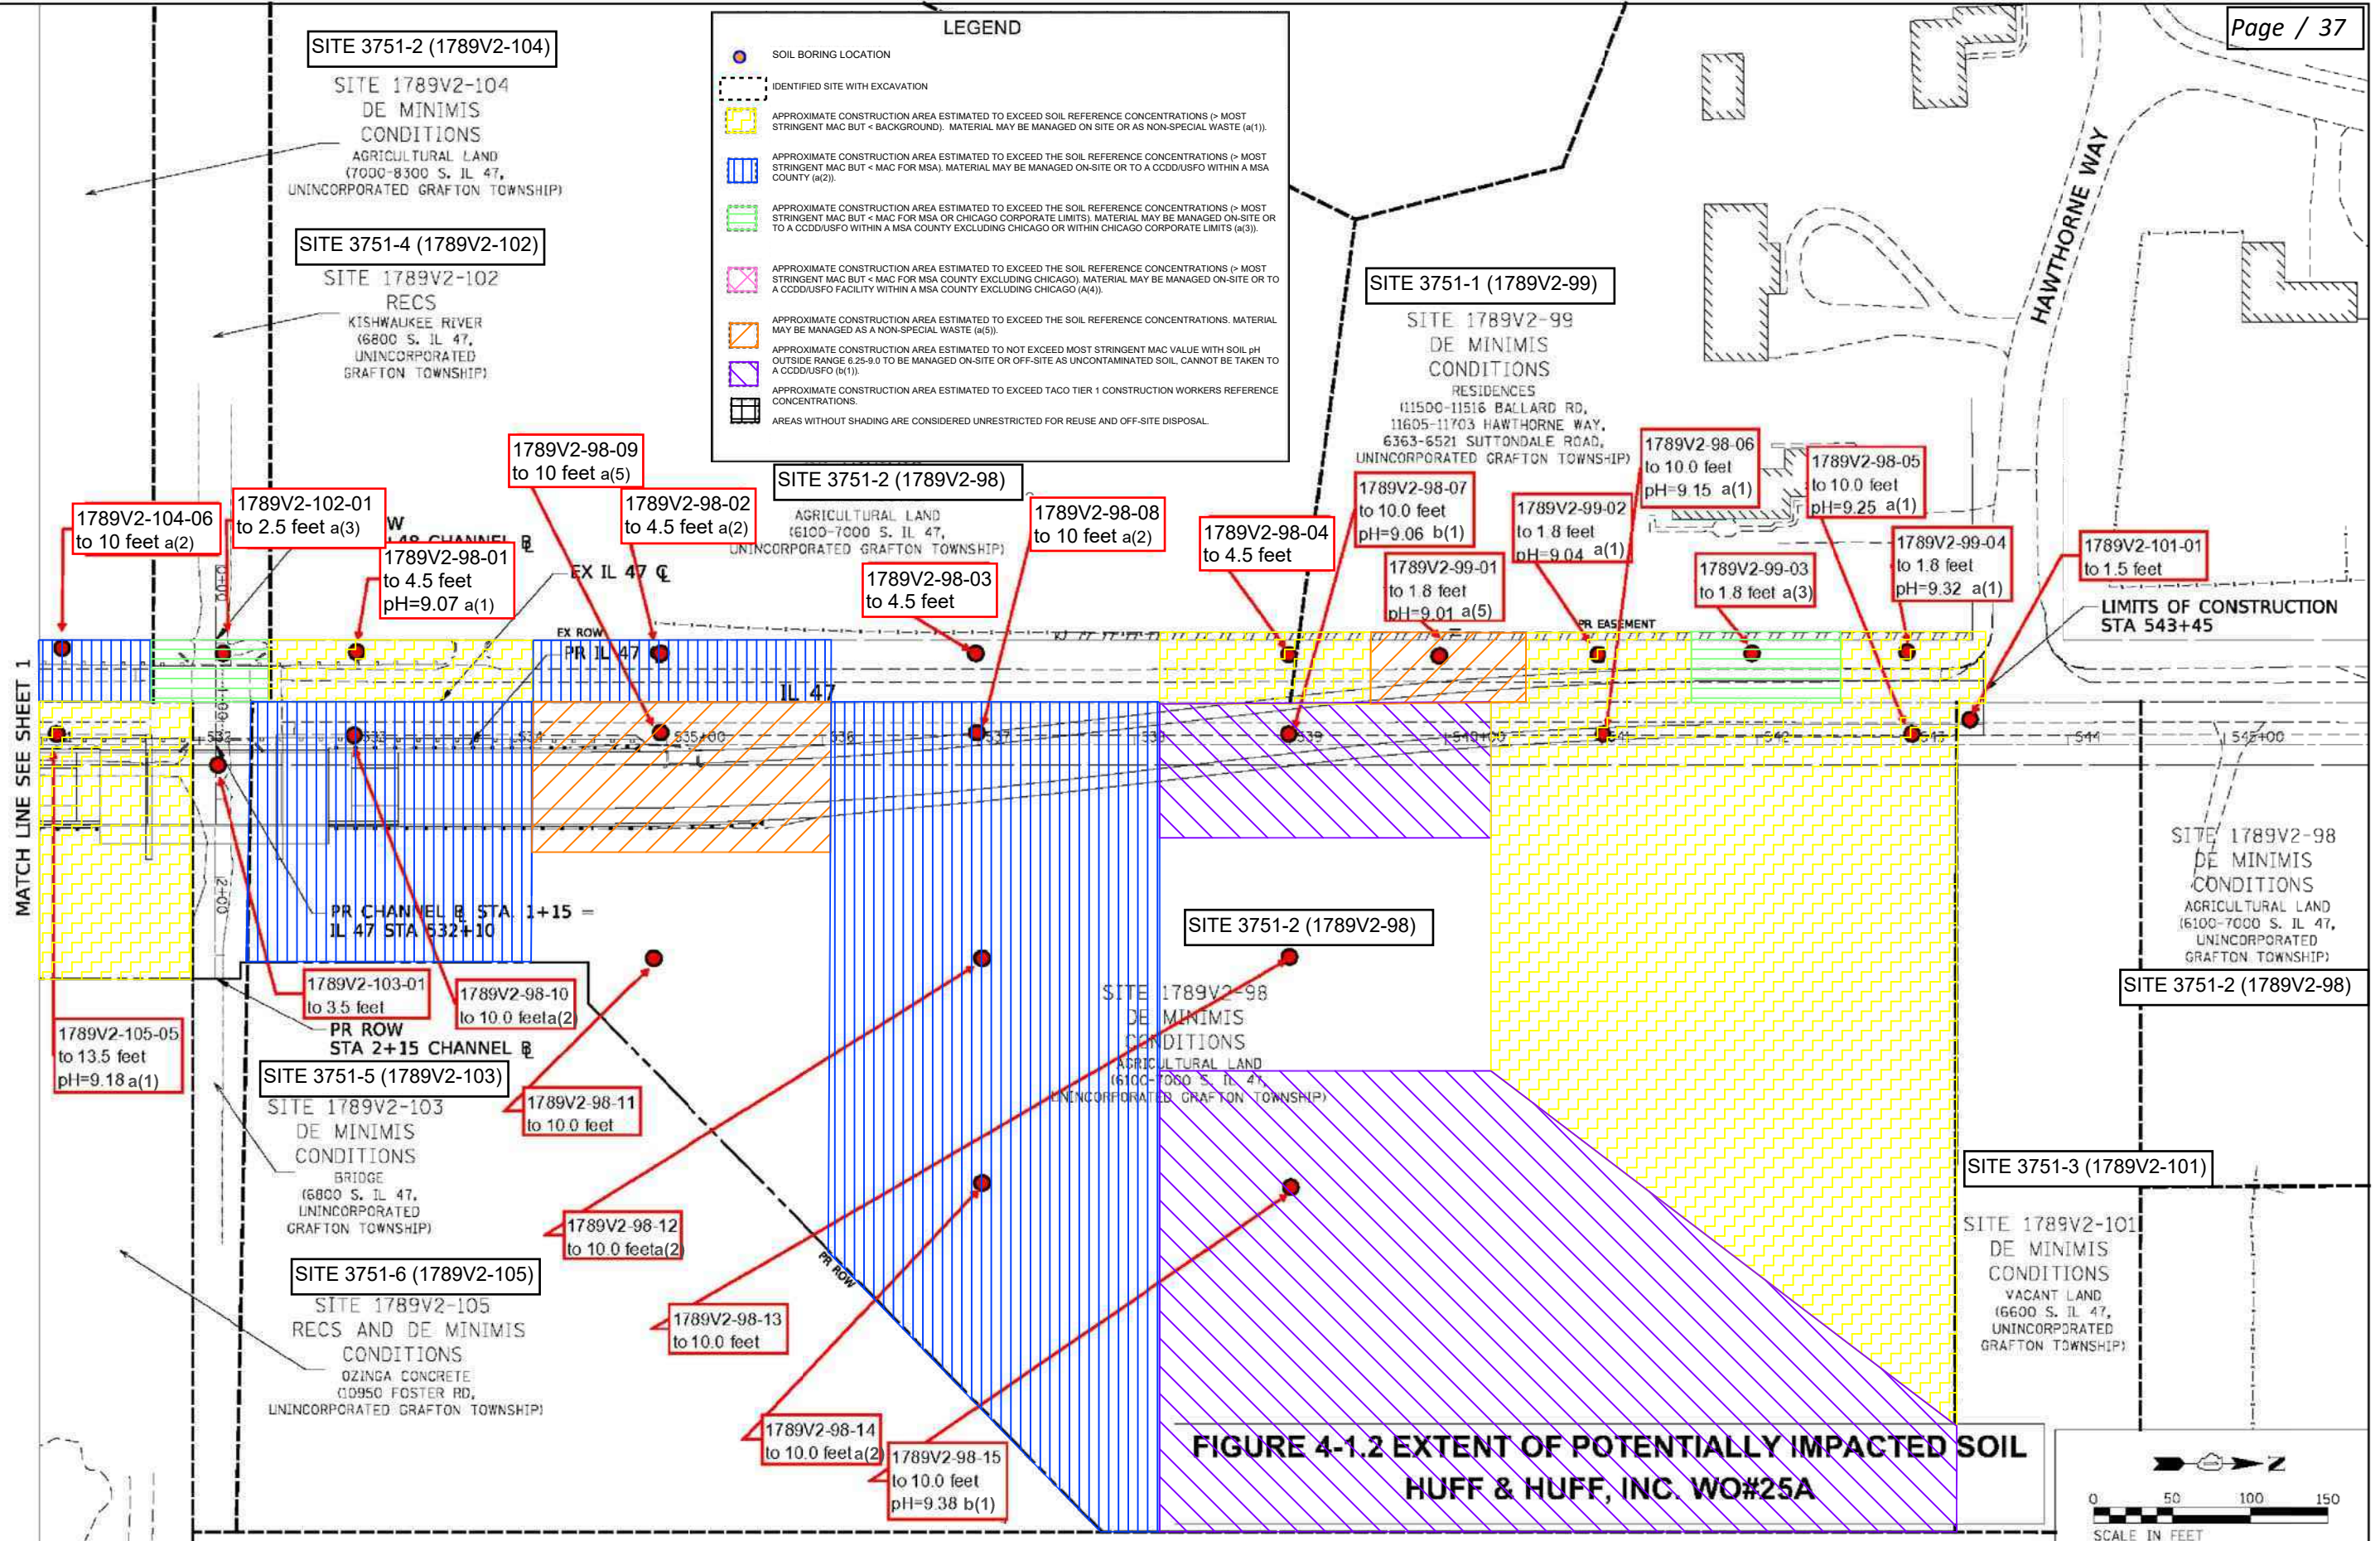 Page / 37
LEGEND
SOIL BORING LOCATION
IDENTIFIED SITE WITH EXCAVATION
APPROXIMATE CONSTRUCTION AREA ESTIMATED TO EXCEED SOIL REFERENCE CONCENTRATIONS (> MOST
STRINGENT MAC BUT < BACKGROUND). MATERIAL MAY BE MANAGED ON SITE OR AS NON-SPECIAL WASTE (a(1)).
APPROXIMATE CONSTRUCTION AREA ESTIMATED TO EXCEED THE SOIL REFERENCE CONCENTRATIONS (> MOST
STRINGENT MAC BUT < MAC FOR MSA). MATERIAL MAY BE MANAGED ON-SITE OR TO A CCDD/USFO WITHIN A MSA
COUNTY (a(2)).
APPROXIMATE CONSTRUCTION AREA ESTIMATED TO EXCEED THE SOIL REFERENCE CONCENTRATIONS (> MOST
STRINGENT MAC BUT < MAC FOR MSA OR CHICAGO CORPORATE LIMITS). MATERIAL MAY BE MANAGED ON-SITE OR
TO A CCDD/USFO WITHIN A MSA COUNTY EXCLUDING CHICAGO OR WITHIN CHICAGO CORPORATE LIMITS (a(3)).
APPROXIMATE CONSTRUCTION AREA ESTIMATED TO EXCEED THE SOIL REFERENCE CONCENTRATIONS (> MOST
STRINGENT MAC BUT < MAC FOR MSA COUNTY EXCLUDING CHICAGO). MATERIAL MAY BE MANAGED ON-SITE OR TO
A CCDD/USFO FACILITY WITHIN A MSA COUNTY EXCLUDING CHICAGO (A(4)).
APPROXIMATE CONSTRUCTION AREA ESTIMATED TO EXCEED THE SOIL REFERENCE CONCENTRATIONS. MATERIAL
MAY BE MANAGED AS A NON-SPECIAL WASTE (a(5)).
APPROXIMATE CONSTRUCTION AREA ESTIMATED TO NOT EXCEED MOST STRINGENT MAC VALUE WITH SOIL pH
OUTSIDE RANGE 6.25-9.0 TO BE MANAGED ON-SITE OR OFF-SITE AS UNCONTAMINATED SOIL, CANNOT BE TAKEN TO
A CCDD/USFO (b(1)).
APPROXIMATE CONSTRUCTION AREA ESTIMATED TO EXCEED TACO TIER 1 CONSTRUCTION WORKERS REFERENCE
CONCENTRATIONS.
AREAS WITHOUT SHADING ARE CONSIDERED UNRESTRICTED FOR REUSE AND OFF-SITE DISPOSAL.
SITE 3751-2 (1789V2-104)
SITE 1789V2-104
DE MINIMIS
CONDITIONS
AGRICULTURAL LAND
(7000-8300 S. IL 47,
UNINCORPORATED GRAFTON TOWNSHIP)
SITE 3751-4 (1789V2-102)
SITE 1789V2-102
RECS
KISHWAUKEE RIVER
(6800 S. IL 47,
UNINCORPORATED
GRAFTON TOWNSHIP)
HAWTHORNE WAY
SITE 3751-1 (1789V2-99)
SITE 1789V2-99
DE MINIMIS
CONDITIONS
RESIDENCES
(11500-11516 BALLARD RD,
11605-11703 HAWTHORNE WAY,
6363-6521 SUTTONDALE ROAD,
UNINCORPORATED GRAFTON TOWNSHIP)
SITE 3751-2 (1789V2-98)
AGRICULTURAL LAND
(6100-7000 S. IL 47,
UNINCORPORATED GRAFTON TOWNSHIP)
1789V2-104-06
to 10 feet a(2)
1789V2-102-01
to 2.5 feet a(3)
W
CHANNEL ℄
1789V2-98-01
to 4.5 feet
pH=9.07 a(1)
1789V2-98-09
to 10 feet a(5)
1789V2-98-02
to 4.5 feet a(2)
1789V2-98-03
to 4.5 feet
1789V2-98-08
to 10 feet a(2)
1789V2-98-04
to 4.5 feet
1789V2-98-07
to 10.0 feet
pH=9.06 b(1)
1789V2-99-01
to 1.8 feet
pH=9.01 a(5)
1789V2-99-02
to 1.8 feet
pH=9.04 a(1)
1789V2-98-06
to 10.0 feet
pH=9.15 a(1)
1789V2-99-03
to 1.8 feet a(3)
1789V2-98-05
to 10.0 feet
pH=9.25 a(1)
1789V2-99-04
to 1.8 feet
pH=9.32 a(1)
1789V2-101-01
to 1.5 feet
LIMITS OF CONSTRUCTION
STA 543+45
EX IL 47 ℄
EX ROW
PR IL 47
PR EASEMENT
IL 47
MATCH LINE SEE SHEET 1
0+00
2+00
532
534
535+00
536
537
538
539
540+00
542
544
545+00
PR CHANNEL ℄ STA. 1+15 =
IL 47 STA 532+10
1789V2-103-01
to 3.5 feet
1789V2-98-10
to 10.0 feeta(2)
PR ROW
STA 2+15 CHANNEL ℄
1789V2-105-05
to 13.5 feet
pH=9.18 a(1)
SITE 3751-5 (1789V2-103)
SITE 1789V2-103
DE MINIMIS
CONDITIONS
BRIDGE
(6800 S. IL 47,
UNINCORPORATED
GRAFTON TOWNSHIP)
1789V2-98-11
to 10.0 feet
1789V2-98-12
to 10.0 feeta(2)
SITE 3751-6 (1789V2-105)
SITE 1789V2-105
RECS AND DE MINIMIS
CONDITIONS
OZINGA CONCRETE
(10950 FOSTER RD,
UNINCORPORATED GRAFTON TOWNSHIP)
1789V2-98-13
to 10.0 feet
1789V2-98-14
to 10.0 feet a(2)
1789V2-98-15
to 10.0 feet
pH=9.38 b(1)
PR ROW
SITE 3751-2 (1789V2-98)
SITE 1789V2-98
DE MINIMIS
CONDITIONS
AGRICULTURAL LAND
(6100-7000 S. IL 47,
UNINCORPORATED GRAFTON TOWNSHIP)
SITE 1789V2-98
DE MINIMIS
CONDITIONS
AGRICULTURAL LAND
(6100-7000 S. IL 47,
UNINCORPORATED
GRAFTON TOWNSHIP)
SITE 3751-2 (1789V2-98)
SITE 3751-3 (1789V2-101)
SITE 1789V2-101
DE MINIMIS
CONDITIONS
VACANT LAND
(6600 S. IL 47,
UNINCORPORATED
GRAFTON TOWNSHIP)
FIGURE 4-1.2 EXTENT OF POTENTIALLY IMPACTED SOIL
HUFF & HUFF, INC. WO#25A
Z
0 50 100 150
SCALE IN FEET